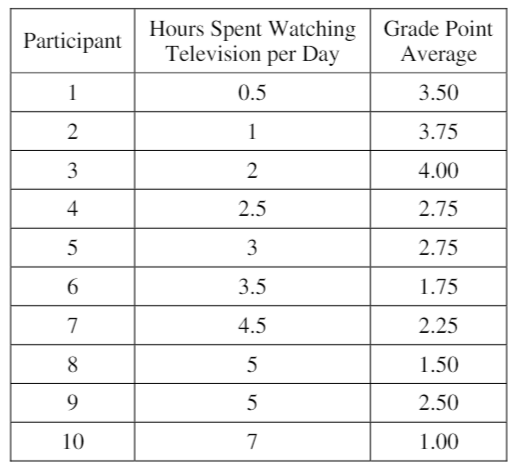 Participant Hours Spent Watching Television per Day Grade Point Average
1 0.5 3.50
2 1 3.75
3 2 4.00
4 2.5 2.75
5 3 2.75
6 3.5 1.75
7 4.5 2.25
8 5 1.50
9 5 2.50
10 7 1.00